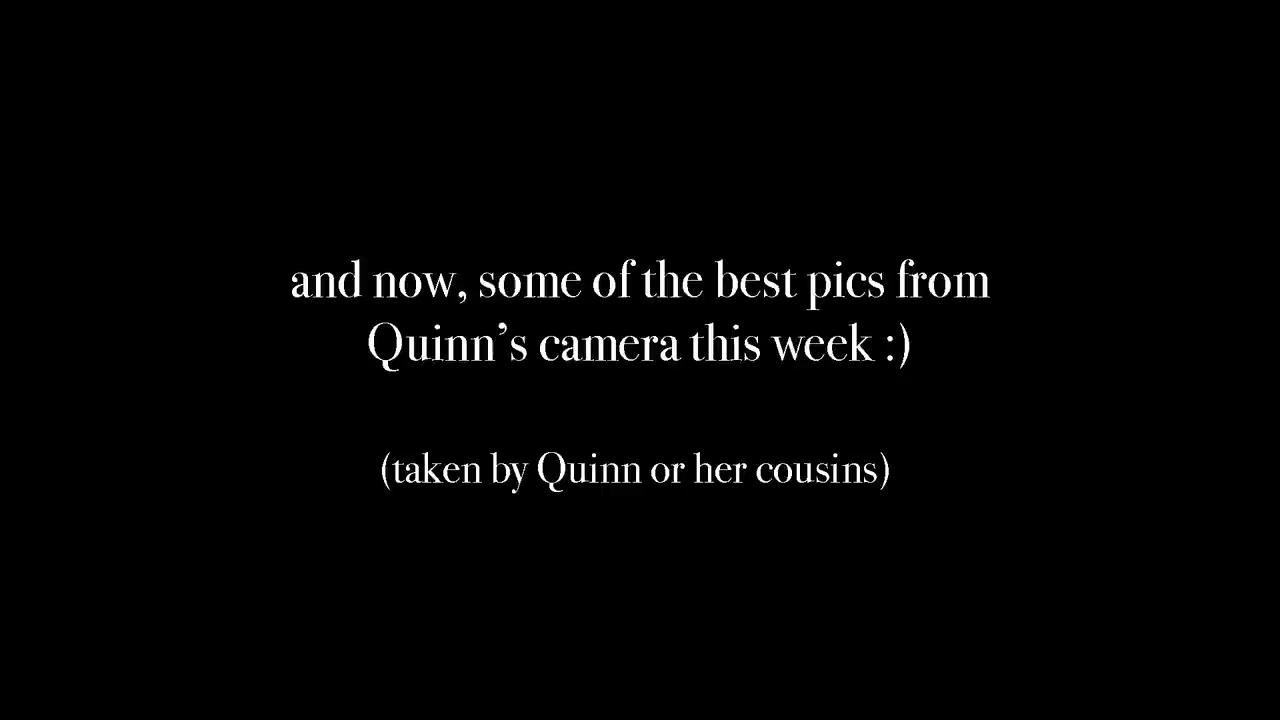 and now, some of the best pics from
Quinn’s camera this week :)
(taken by Quinn or her cousins)